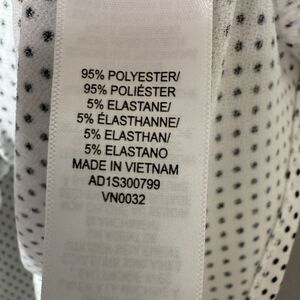 95% POLYESTER/
95% POLIÉSTER
5% ELASTANE/
5% ÉLASTHANNE/
5% ELASTHAN/
5% ELASTANO
MADE IN VIETNAM
AD1S300799
VN0032